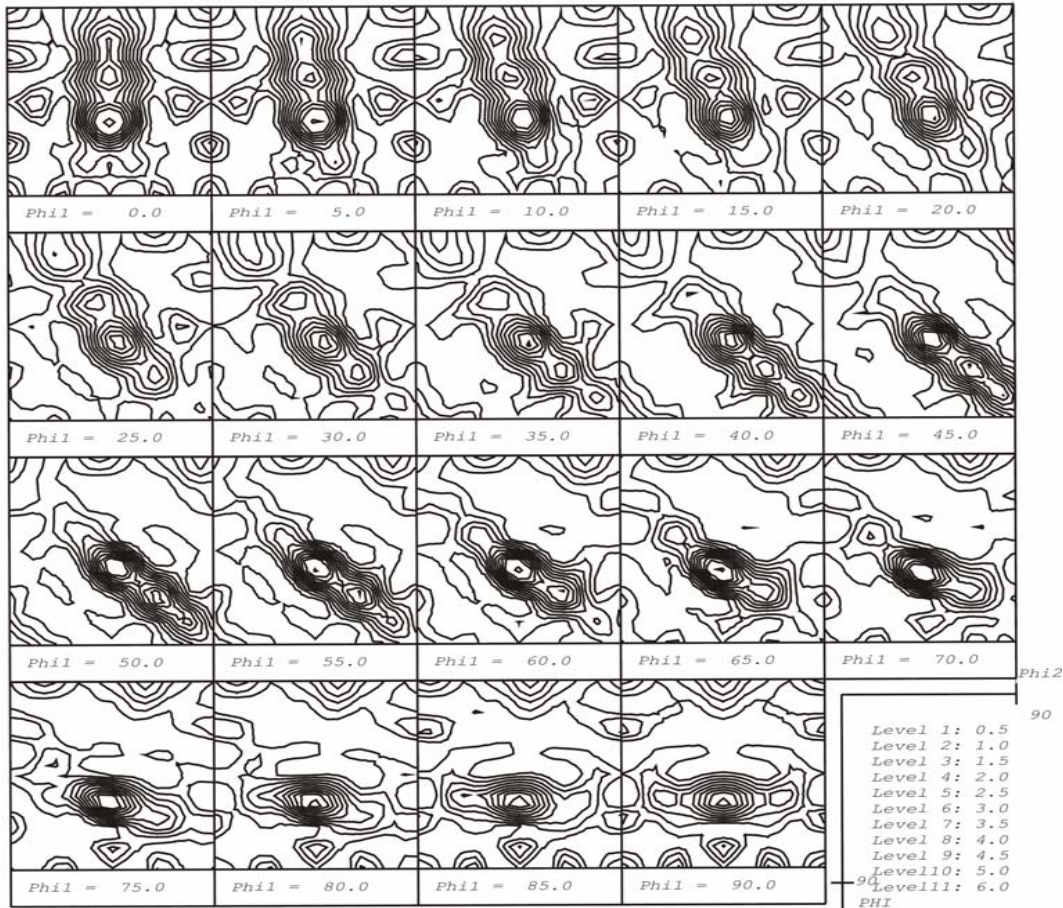 Phi1 = 0.0
Phi1 = 5.0
Phi1 = 10.0
Phi1 = 15.0
Phi1 = 20.0
Phi1 = 25.0
Phi1 = 30.0
Phi1 = 35.0
Phi1 = 40.0
Phi1 = 45.0
Phi1 = 50.0
Phi1 = 55.0
Phi1 = 60.0
Phi1 = 65.0
Phi1 = 70.0
Phi2
90
Phi1 = 75.0
Phi1 = 80.0
Phi1 = 85.0
Phi1 = 90.0
Level 1: 0.5
Level 2: 1.0
Level 3: 1.5
Level 4: 2.0
Level 5: 2.5
Level 6: 3.0
Level 7: 3.5
Level 8: 4.0
Level 9: 4.5
Level10: 5.0
Level11: 6.0
90
PHI